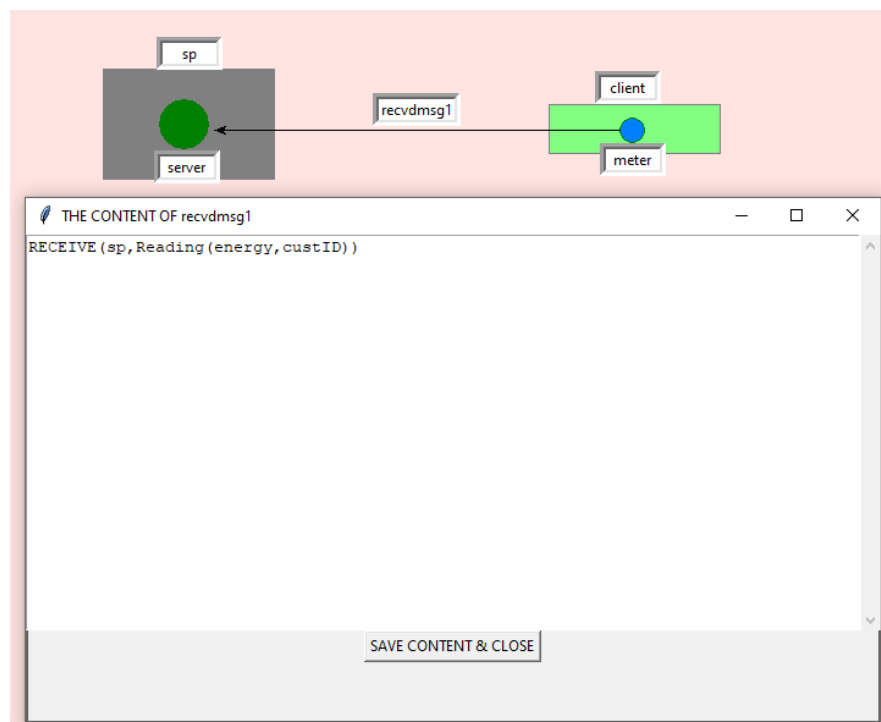 sp
client
recvdmsg1
server
meter
THE CONTENT OF recvdmsg1
RECEIVE(sp,Reading(energy,custID))
SAVE CONTENT & CLOSE